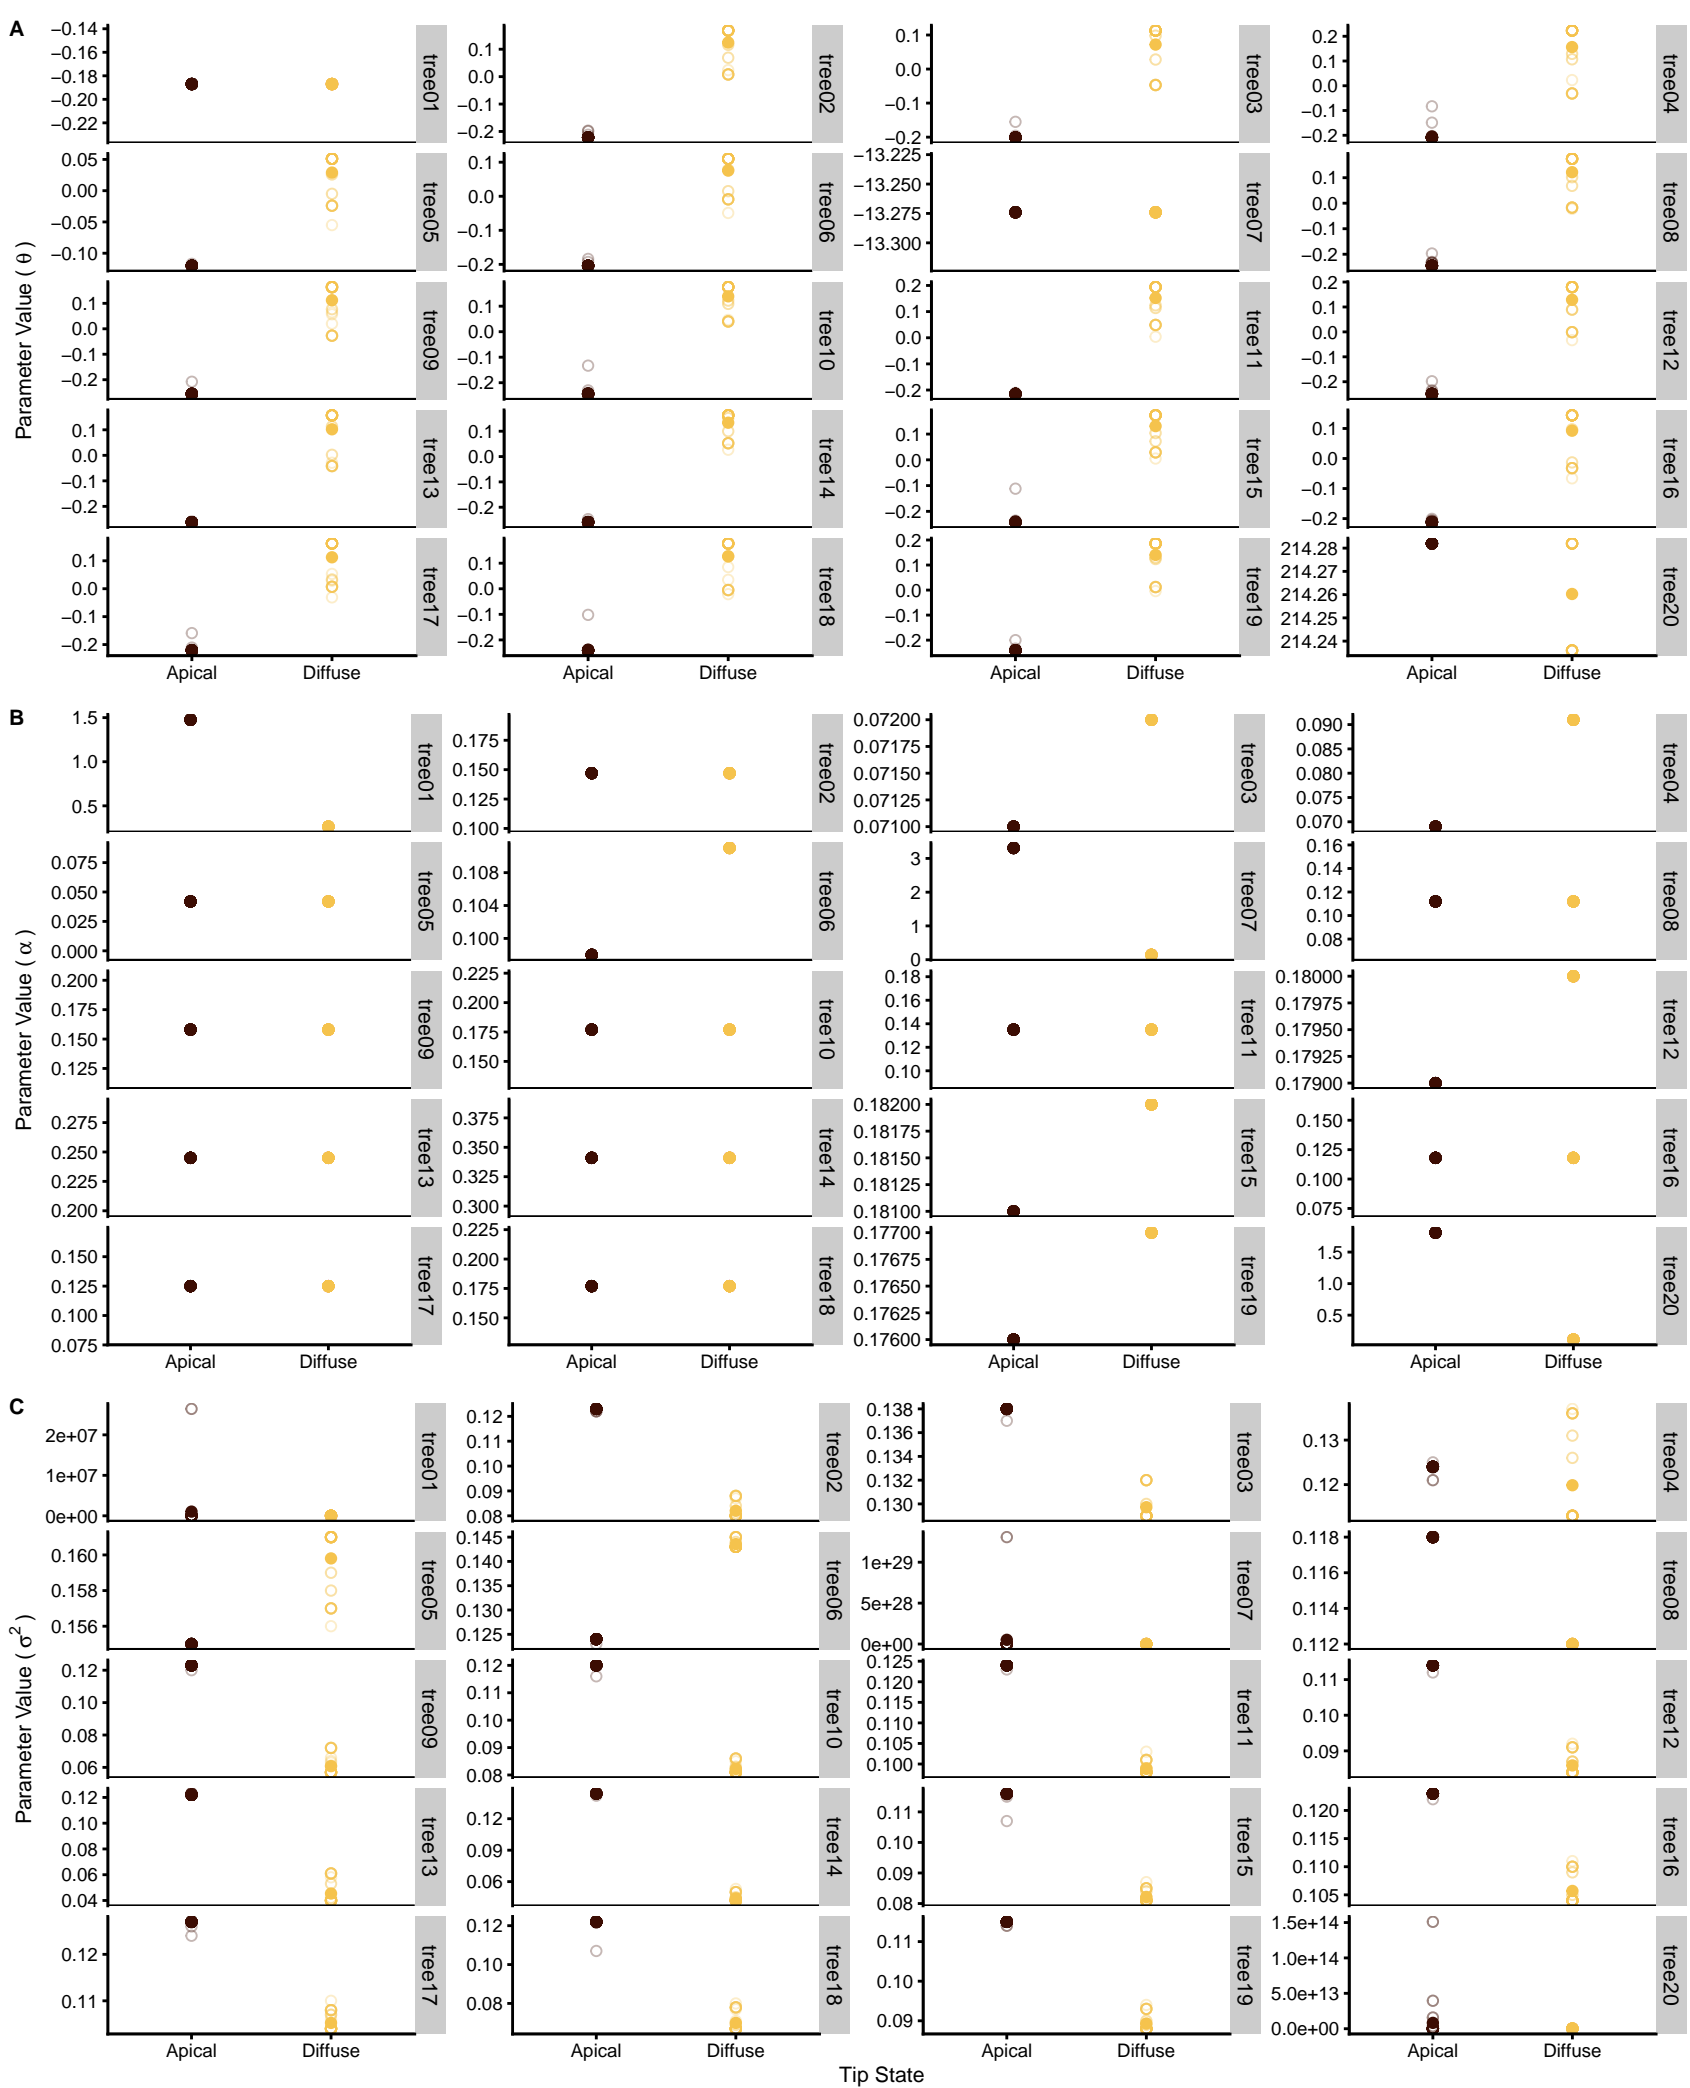 A
−0.14
−0.16
−0.18
−0.20
−0.22
tree01
0.1
0.0
−0.1
−0.2
tree02
0.1
0.0
−0.1
−0.2
tree03
0.2
0.1
0.0
−0.1
−0.2
tree04
0.05
0.00
−0.05
−0.10
tree05
0.1
0.0
−0.1
−0.2
tree06
−13.225
−13.250
−13.275
−13.300
tree07
0.1
0.0
−0.1
−0.2
tree08
Parameter Value ( θ )
0.1
0.0
−0.1
−0.2
tree09
0.1
0.0
−0.1
−0.2
tree10
0.2
0.1
0.0
−0.1
−0.2
tree11
0.2
0.1
0.0
−0.1
−0.2
tree12
0.1
0.0
−0.1
−0.2
tree13
0.1
0.0
−0.1
−0.2
tree14
0.1
0.0
−0.1
−0.2
tree15
0.1
0.0
−0.1
−0.2
tree16
0.1
0.0
−0.1
−0.2
tree17
0.1
0.0
−0.1
−0.2
tree18
0.2
0.1
0.0
−0.1
−0.2
tree19
214.28
214.27
214.26
214.25
214.24
tree20
Apical Diffuse Apical Diffuse Apical Diffuse Apical Diffuse
B
1.5
1.0
0.5
tree01
0.175
0.150
0.125
0.100
tree02
0.07200
0.07175
0.07150
0.07125
0.07100
tree03
0.090
0.085
0.080
0.075
0.070
tree04
0.075
0.050
0.025
0.000
tree05
0.108
0.104
0.100
tree06
3
2
1
0
tree07
0.16
0.14
0.12
0.10
0.08
tree08
Parameter Value ( α )
0.200
0.175
0.150
0.125
tree09
0.225
0.200
0.175
0.150
tree10
0.18
0.16
0.14
0.12
0.10
tree11
0.18000
0.17975
0.17950
0.17925
0.17900
tree12
0.275
0.250
0.225
0.200
tree13
0.375
0.350
0.325
0.300
tree14
0.18200
0.18175
0.18150
0.18125
0.18100
tree15
0.150
0.125
0.100
0.075
tree16
0.150
0.125
0.100
0.075
tree17
0.225
0.200
0.175
0.150
tree18
0.17700
0.17675
0.17650
0.17625
0.17600
tree19
1.5
1.0
0.5
tree20
Apical Diffuse Apical Diffuse Apical Diffuse Apical Diffuse
C
2e+07
1e+07
0e+00
tree01
0.12
0.11
0.10
0.09
0.08
tree02
0.138
0.136
0.134
0.132
0.130
tree03
0.13
0.12
tree04
0.160
0.158
0.156
tree05
0.145
0.140
0.135
0.130
0.125
tree06
1e+29
5e+28
0e+00
tree07
0.118
0.116
0.114
0.112
tree08
Parameter Value ( σ² )
0.12
0.10
0.08
0.06
tree09
0.12
0.11
0.10
0.09
0.08
tree10
0.125
0.120
0.115
0.110
0.105
0.100
tree11
0.11
0.10
0.09
tree12
0.12
0.10
0.08
0.06
0.04
tree13
0.12
0.09
0.06
tree14
0.11
0.10
0.09
0.08
tree15
0.120
0.115
0.110
0.105
tree16
0.12
0.11
tree17
0.12
0.10
0.08
tree18
0.11
0.10
0.09
tree19
1.5e+14
1.0e+14
5.0e+13
0.0e+00
tree20
Apical Diffuse Apical Diffuse Apical Diffuse Apical Diffuse
Tip State